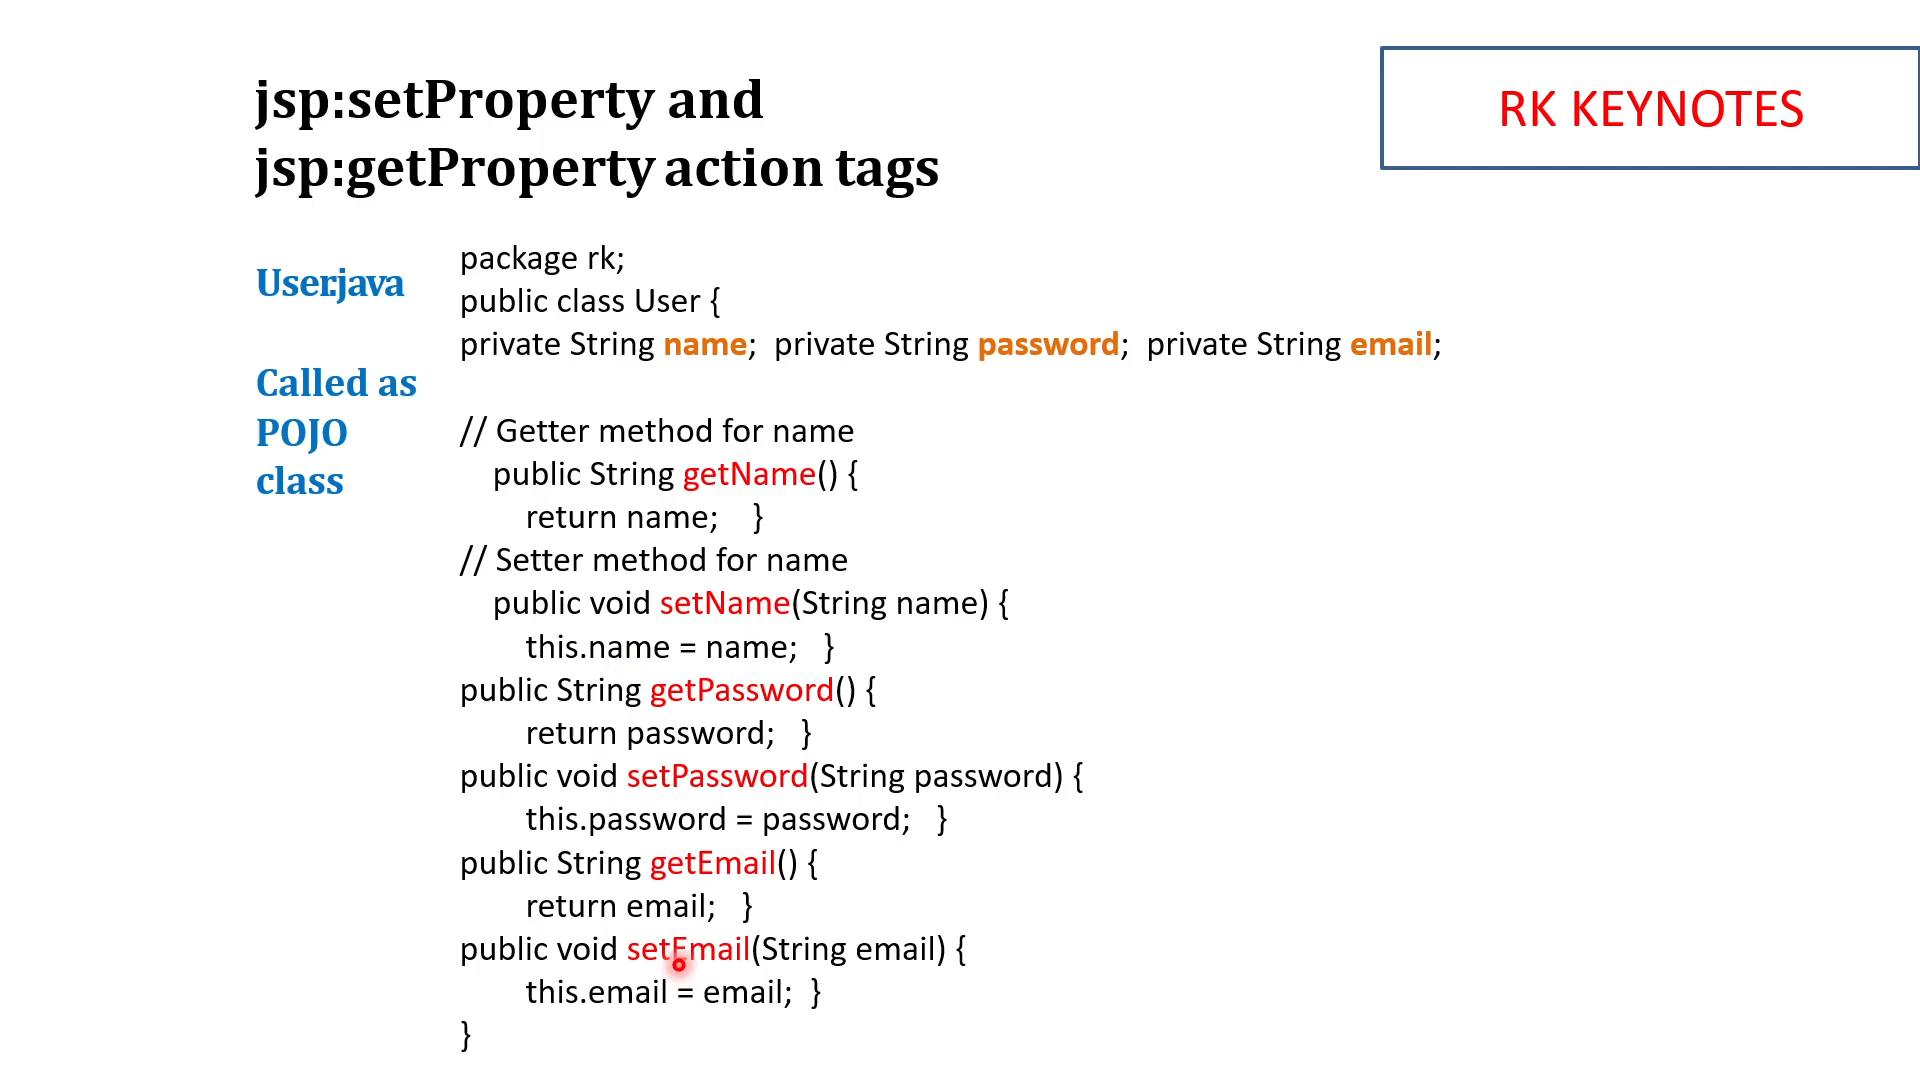 jsp:setProperty and
jsp:getProperty action tags
RK KEYNOTES
User.java
Called as
POJO
class
package rk;
public class User {
private String name;  private String password;  private String email;
// Getter method for name
public String getName() {
return name;    }
// Setter method for name
public void setName(String name) {
this.name = name;   }
public String getPassword() {
return password;   }
public void setPassword(String password) {
this.password = password;   }
public String getEmail() {
return email;   }
public void setEmail(String email) {
this.email = email;  }
}